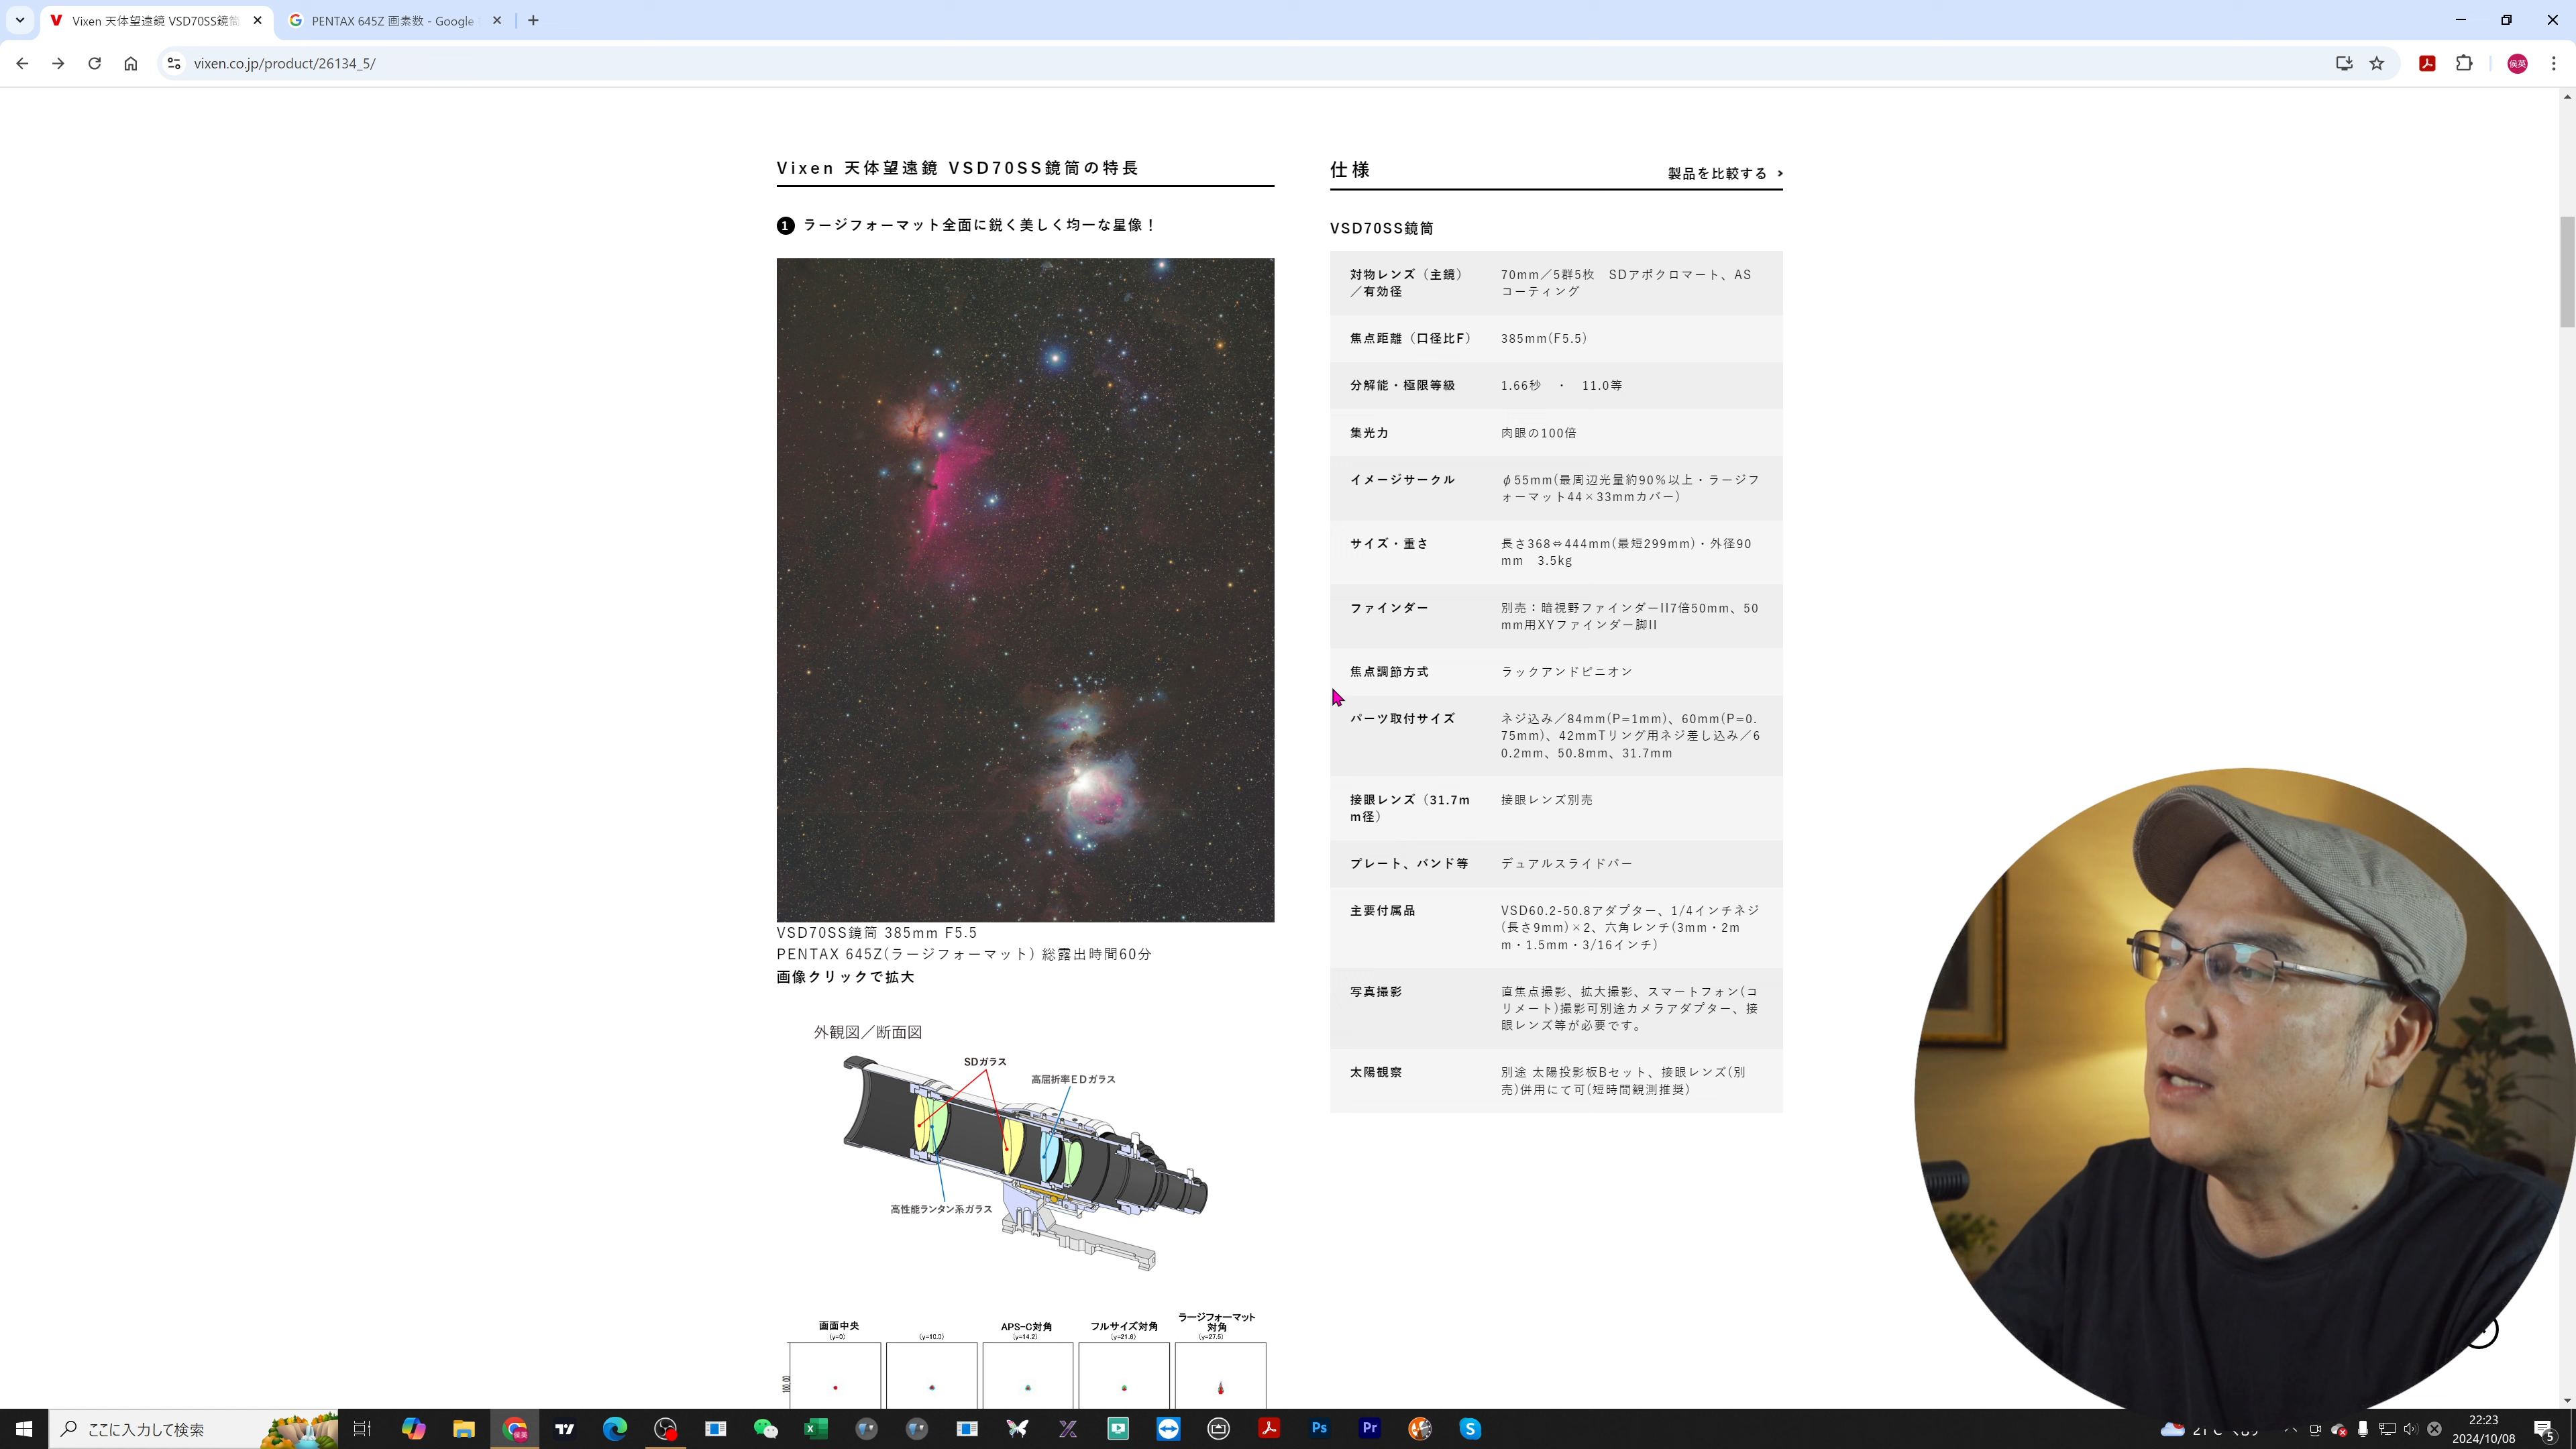 Vixen 天体望遠鏡 VSD70SS鏡筒
PENTAX 645Z 画素数 - Google
vixen.co.jp/product/26134_5/
侯英
Vixen 天体望遠鏡 VSD70SS鏡筒の特長
1 ラージフォーマット全面に鋭く美しく均一な星像！
VSD70SS鏡筒 385mm F5.5
PENTAX 645Z(ラージフォーマット) 総露出時間60分
画像クリックで拡大
外観図／断面図
SDガラス
高屈折率EDガラス
高性能ランタン系ガラス
画面中央
(y=0)
(y=10.0)
APS-C対角
(y=14.2)
フルサイズ対角
(y=21.6)
ラージフォーマット
対角
(y=27.5)
100.00
仕様
製品を比較する
VSD70SS鏡筒
対物レンズ（主鏡）
／有効径
70mm／5群5枚　SDアポクロマート、AS
コーティング
焦点距離（口径比F）
385mm(F5.5)
分解能・極限等級
1.66秒　・　11.0等
集光力
肉眼の100倍
イメージサークル
φ55mm(最周辺光量約90%以上・ラージフ
ォーマット44×33mmカバー)
サイズ・重さ
長さ368⇔444mm(最短299mm)・外径90
mm　3.5kg
ファインダー
別売：暗視野ファインダーII7倍50mm、50
mm用XYファインダー脚II
焦点調節方式
ラックアンドピニオン
パーツ取付サイズ
ネジ込み／84mm(P=1mm)、60mm(P=0.
75mm)、42mmTリング用ネジ差し込み／6
0.2mm、50.8mm、31.7mm
接眼レンズ（31.7m
m径）
接眼レンズ別売
プレート、バンド等
デュアルスライドバー
主要付属品
VSD60.2-50.8アダプター、1/4インチネジ
(長さ9mm)×2、六角レンチ(3mm・2m
m・1.5mm・3/16インチ)
写真撮影
直焦点撮影、拡大撮影、スマートフォン(コ
リメート)撮影可別途カメラアダプター、接
眼レンズ等が必要です。
太陽観察
別途 太陽投影板Bセット、接眼レンズ(別
売)併用にて可(短時間観測推奨)
ここに入力して検索
Ps
Pr
22:23
2024/10/08
5